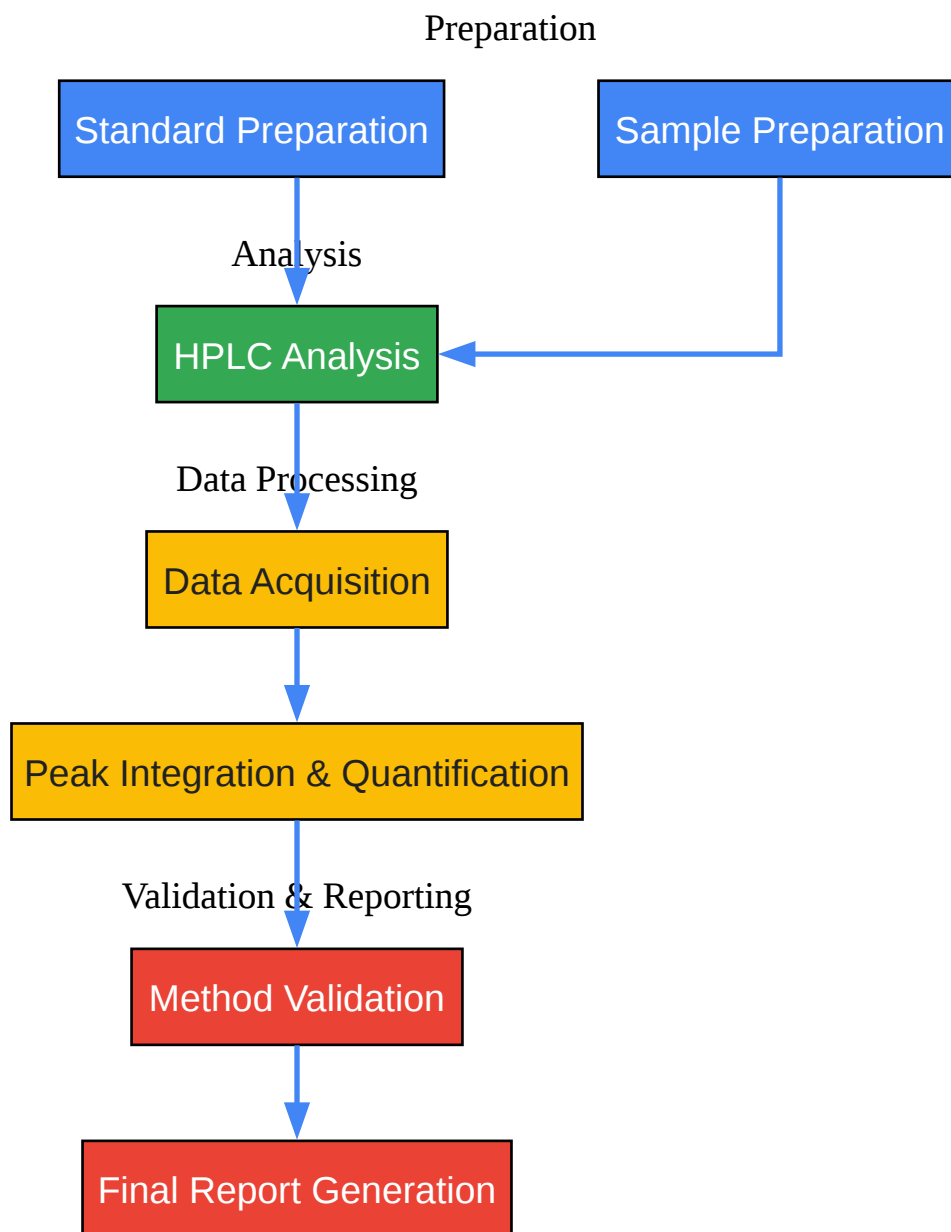 Preparation
Standard Preparation
Sample Preparation
Analysis
HPLC Analysis
Data Processing
Data Acquisition
Peak Integration & Quantification
Validation & Reporting
Method Validation
Final Report Generation